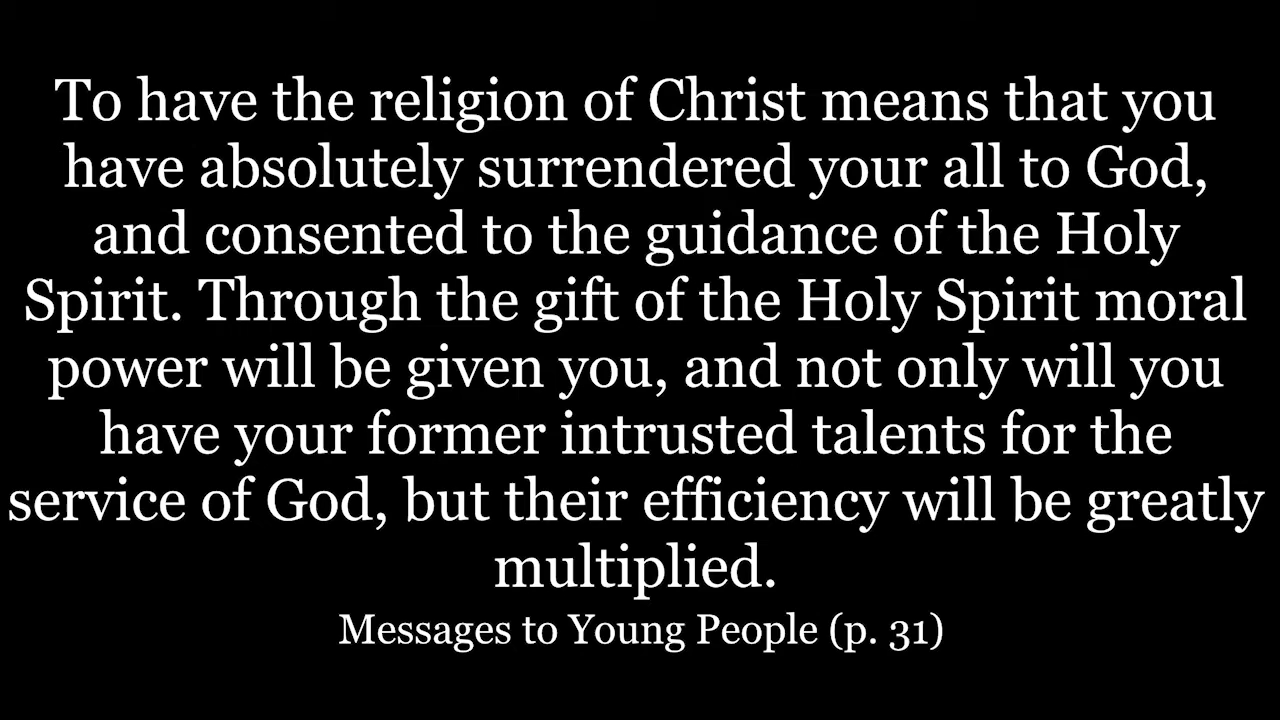 To have the religion of Christ means that you
have absolutely surrendered your all to God,
and consented to the guidance of the Holy
Spirit. Through the gift of the Holy Spirit moral
power will be given you, and not only will you
have your former intrusted talents for the
service of God, but their efficiency will be greatly
multiplied.
Messages to Young People (p. 31)